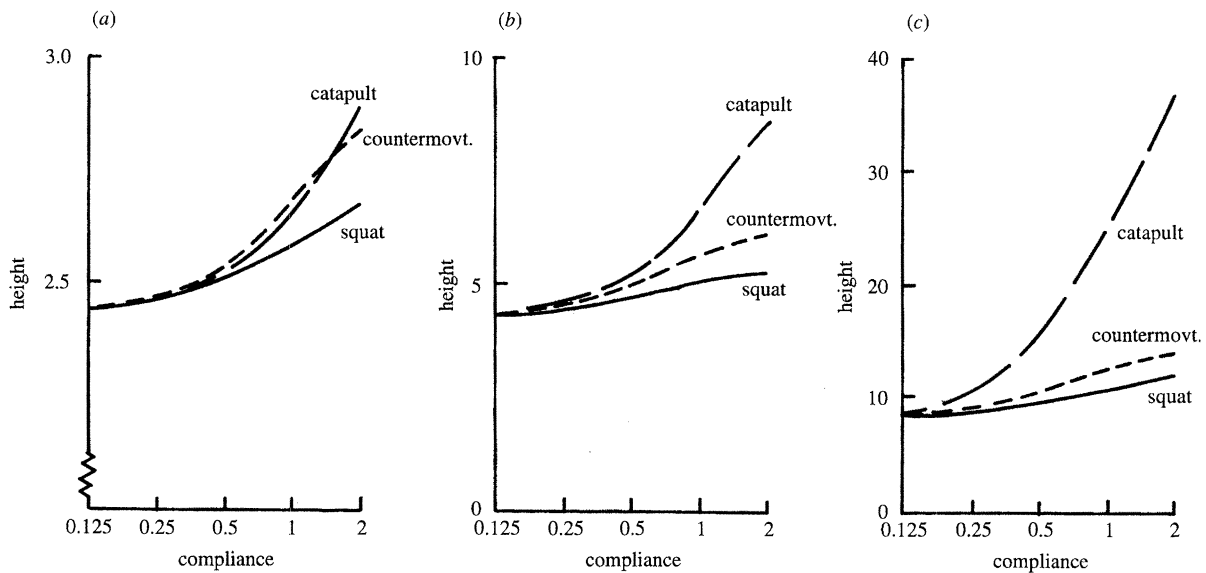 (a)
3.0
catapult
countermovt.
squat
2.5
height
0.125 0.25 0.5 1 2
compliance
(b)
10
catapult
countermovt.
squat
5
height
0
0.125 0.25 0.5 1 2
compliance
(c)
40
30
catapult
20
height
countermovt.
squat
10
0
0.125 0.25 0.5 1 2
compliance